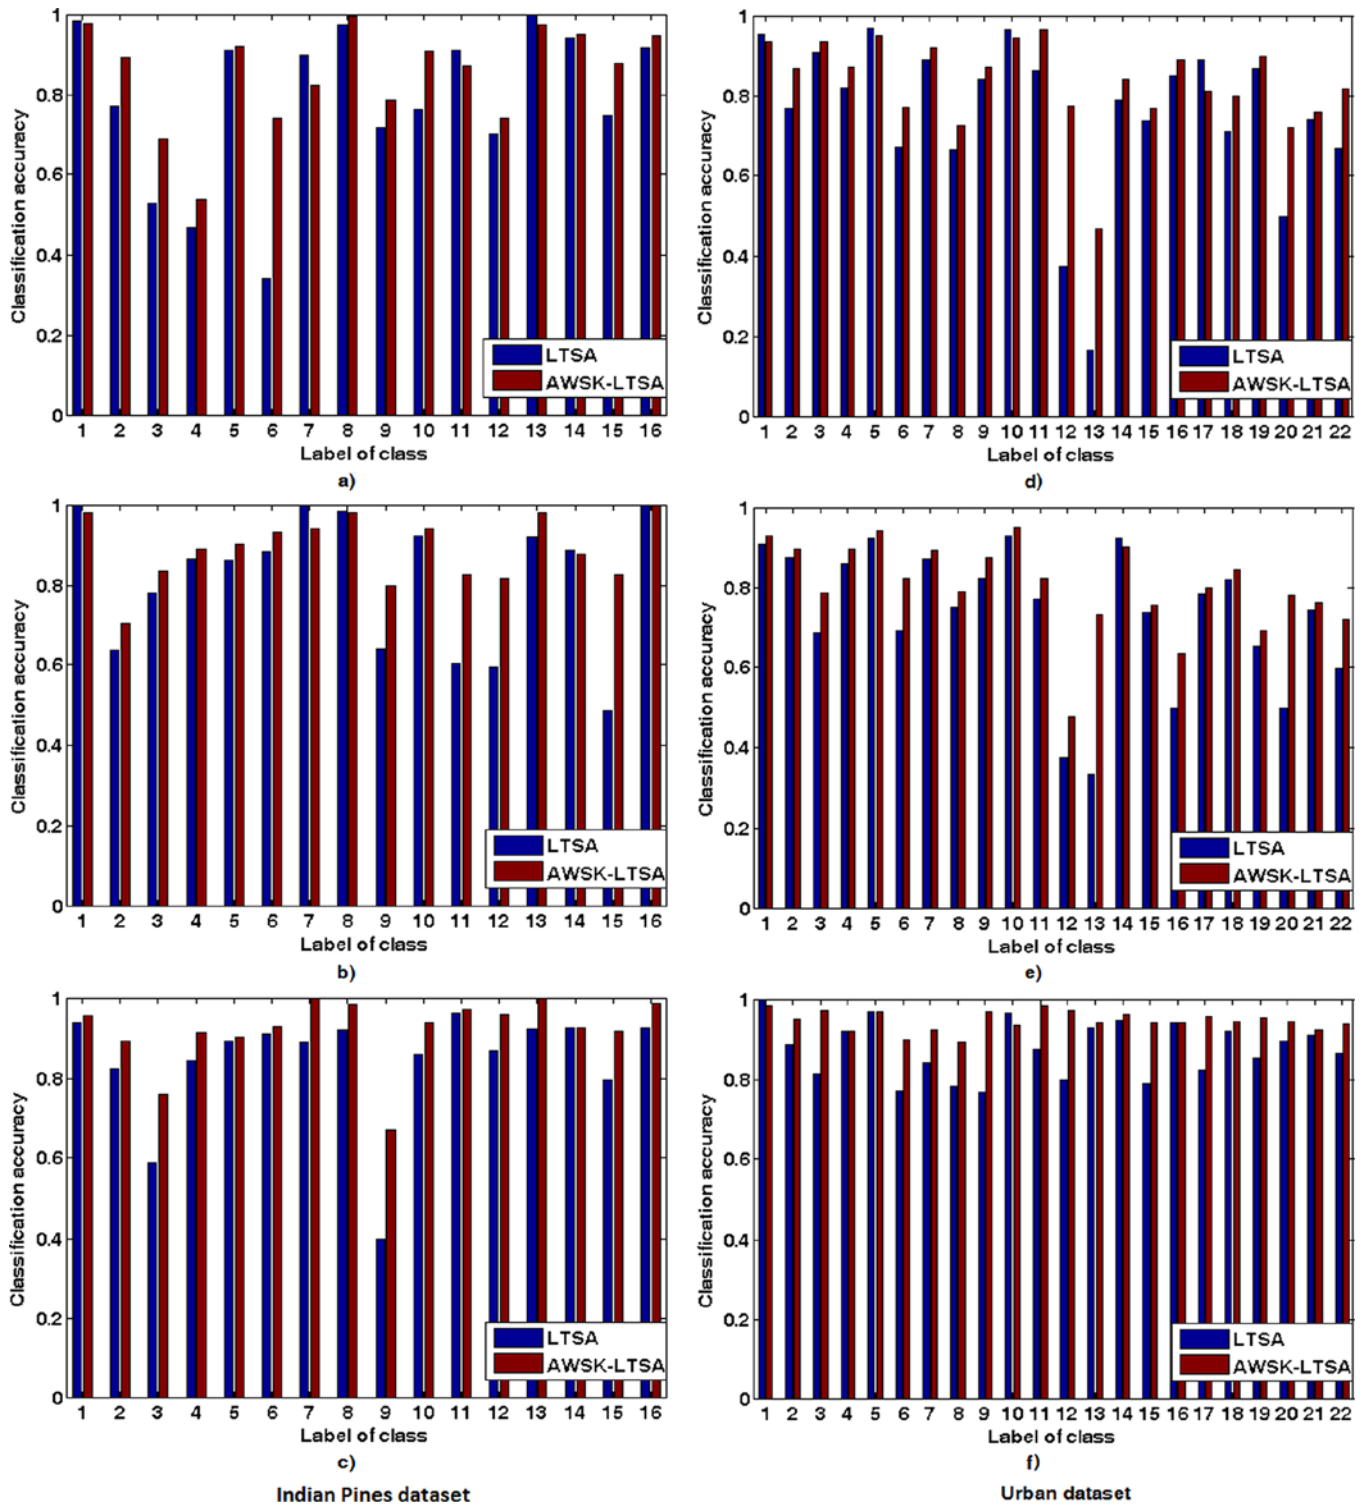 1
0.8
0.6
0.4
0.2
0
Classification accuracy
LTSA
AWSK-LTSA
1 2 3 4 5 6 7 8 9 10 11 12 13 14 15 16
Label of class
a)
1
0.8
0.6
0.4
0.2
0
Classification accuracy
LTSA
AWSK-LTSA
1 2 3 4 5 6 7 8 9 10 11 12 13 14 15 16 17 18 19 20 21 22
Label of class
d)
1
0.8
0.6
0.4
0.2
0
Classification accuracy
LTSA
AWSK-LTSA
1 2 3 4 5 6 7 8 9 10 11 12 13 14 15 16
Label of class
b)
1
0.8
0.6
0.4
0.2
0
Classification accuracy
LTSA
AWSK-LTSA
1 2 3 4 5 6 7 8 9 10 11 12 13 14 15 16 17 18 19 20 21 22
Label of class
e)
1
0.8
0.6
0.4
0.2
0
Classification accuracy
LTSA
AWSK-LTSA
1 2 3 4 5 6 7 8 9 10 11 12 13 14 15 16
Label of class
c)
1
0.8
0.6
0.4
0.2
0
Classification accuracy
LTSA
AWSK-LTSA
1 2 3 4 5 6 7 8 9 10 11 12 13 14 15 16 17 18 19 20 21 22
Label of class
f)
Indian Pines dataset
Urban dataset